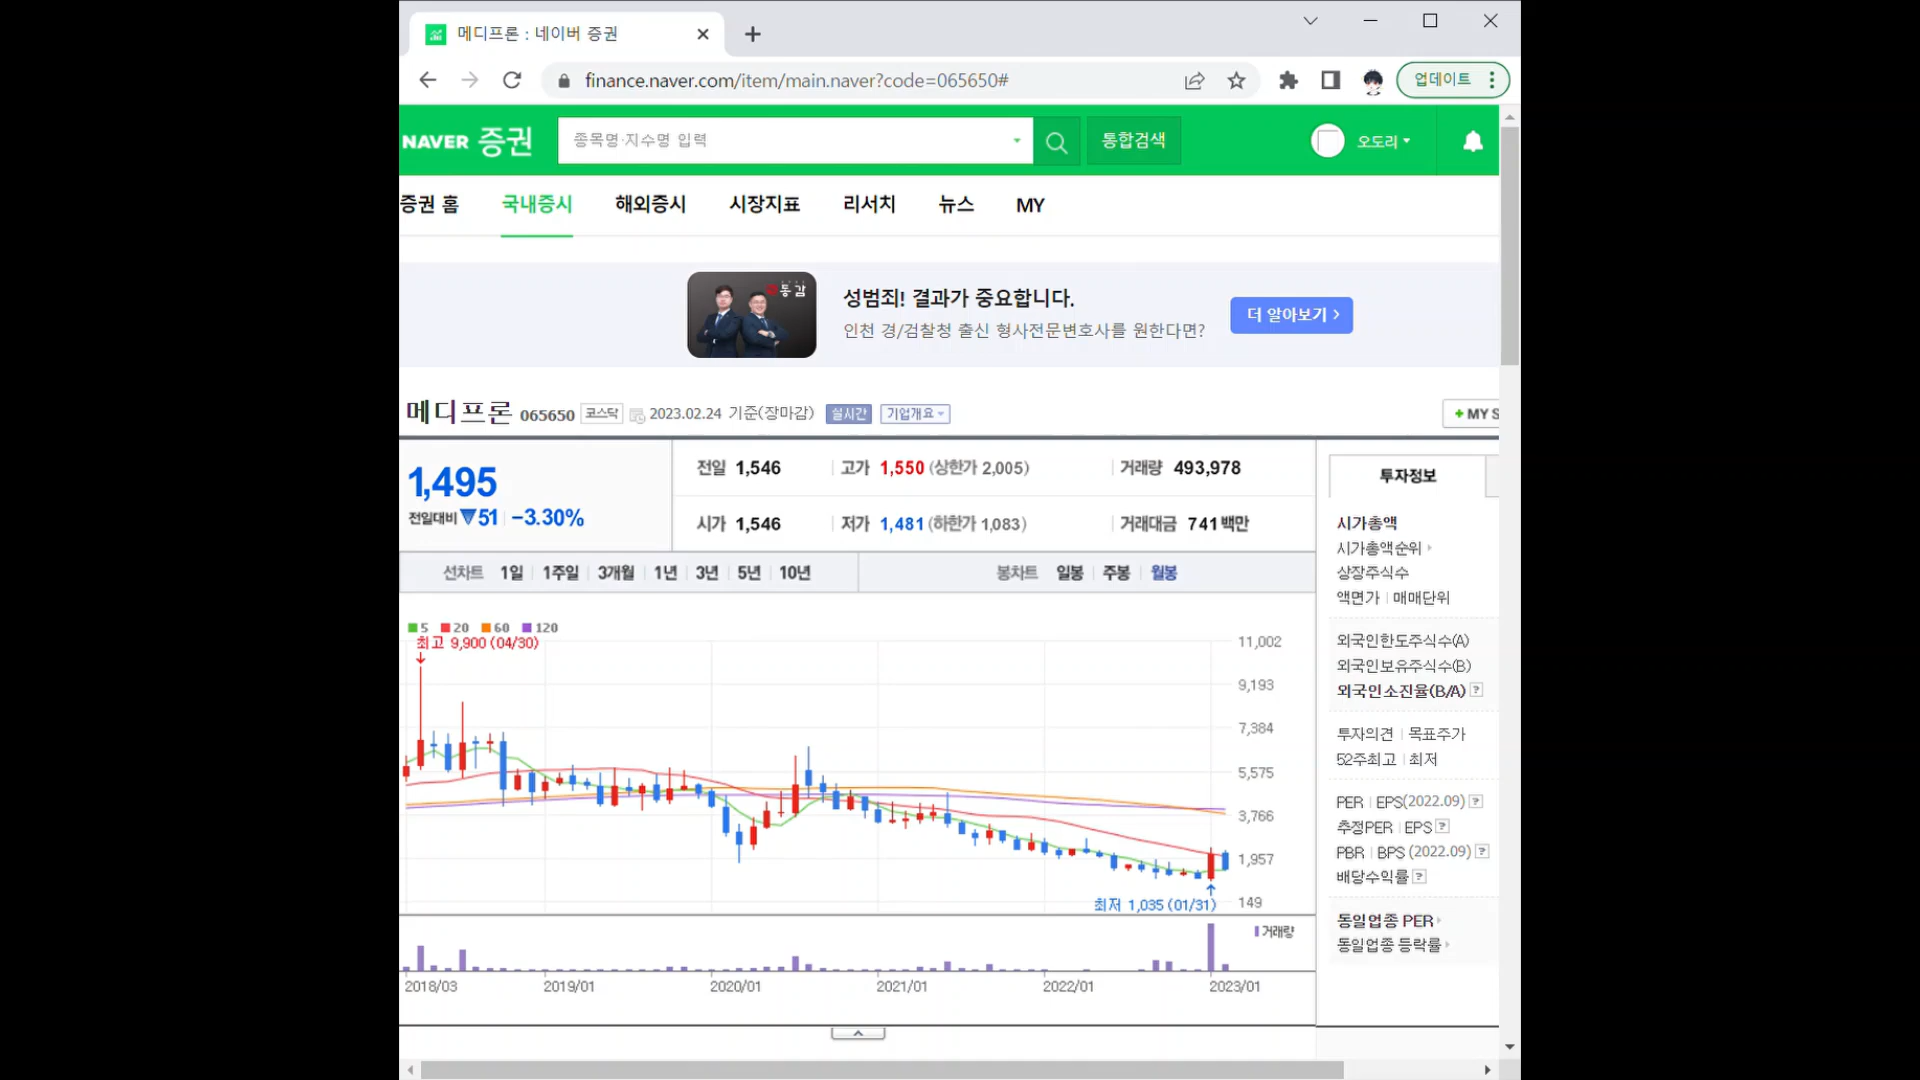 메디프론 : 네이버 증권
finance.naver.com/item/main.naver?code=065650#
업데이트
NAVER 증권
종목명·지수명 입력
통합검색
오도리
증권 홈 국내증시 해외증시 시장지표 리서치 뉴스 MY
통감
성범죄! 결과가 중요합니다.
인천 경/검찰청 출신 형사전문변호사를 원한다면?
더 알아보기 >
메디프론 065650 코스닥 2023.02.24 기준(장마감) 실시간 기업개요
+ MY S
1,495
전일대비 ▼51 -3.30%
전일 1,546 고가 1,550 (상한가 2,005) 거래량 493,978
시가 1,546 저가 1,481 (하한가 1,083) 거래대금 741 백만
선차트 1일 1주일 3개월 1년 3년 5년 10년 봉차트 일봉 주봉 월봉
5 20 60 120
최고 9,900 (04/30)
11,002
9,193
7,384
5,575
3,766
1,957
149
최저 1,035 (01/31)
거래량
2018/03 2019/01 2020/01 2021/01 2022/01 2023/01
투자정보
시가총액
시가총액순위
상장주식수
액면가 매매단위
외국인한도주식수(A)
외국인보유주식수(B)
외국인소진율(B/A) ?
투자의견 목표주가
52주최고 최저
PER EPS(2022.09) ?
추정PER EPS ?
PBR BPS (2022.09) ?
배당수익률 ?
동일업종 PER
동일업종 등락률